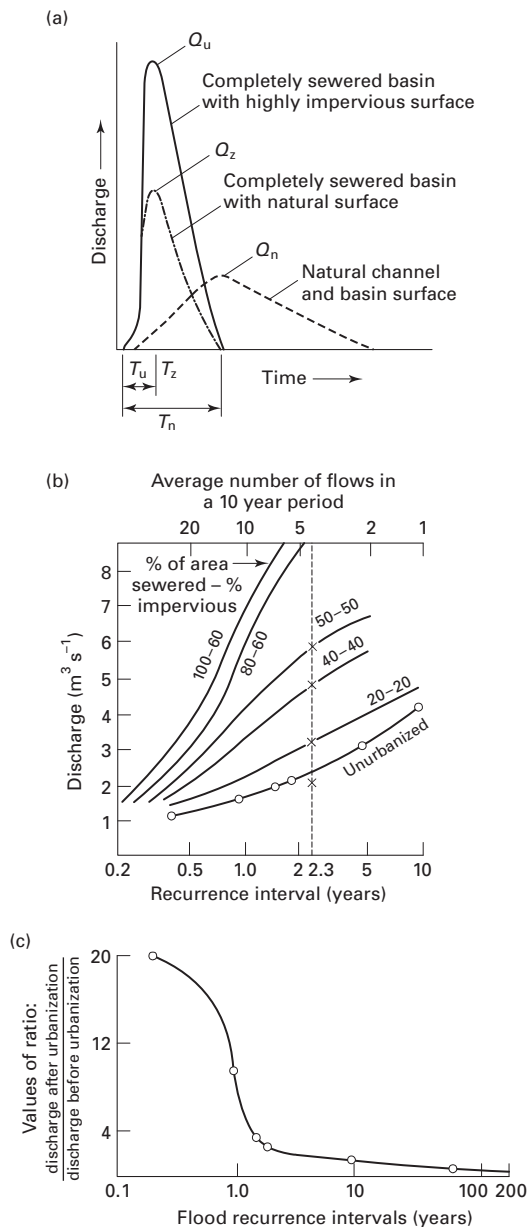 (a)
Qu
Completely sewered basin
with highly impervious surface
Qz
Completely sewered basin
with natural surface
Qn
Natural channel
and basin surface
Discharge
Tu
Tz
Time
Tn
(b)
Average number of flows in
a 10 year period
20 10 5 2 1
% of area
sewered – %
impervious
100–60
80–60
50–50
40–40
20–20
Unurbanized
Discharge (m³ s⁻¹)
8
7
6
5
4
3
2
1
0.2 0.5 1.0 2 2.3 5 10
Recurrence interval (years)
(c)
Values of ratio:
discharge after urbanization
discharge before urbanization
20
12
4
0.1 1.0 10 100 200
Flood recurrence intervals (years)